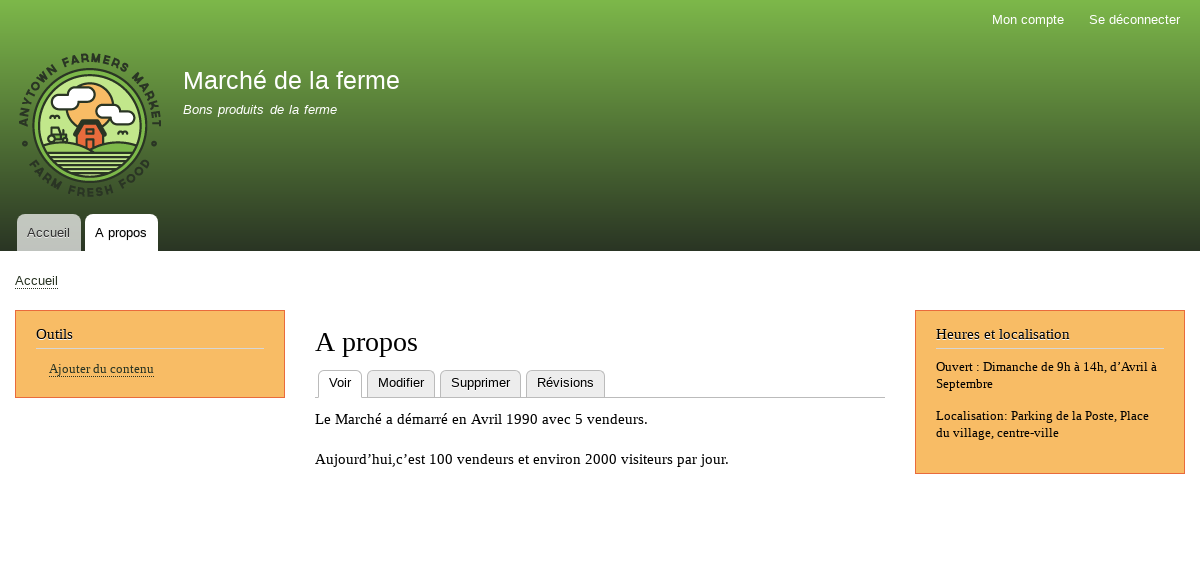 Mon compte Se déconnecter
ANYTOWN FARMERS MARKET
FARM FRESH FOOD
Marché de la ferme
Bons produits de la ferme
Accueil A propos
Accueil
Outils
Ajouter du contenu
A propos
Voir Modifier Supprimer Révisions
Le Marché a démarré en Avril 1990 avec 5 vendeurs.
Aujourd’hui,c’est 100 vendeurs et environ 2000 visiteurs par jour.
Heures et localisation
Ouvert : Dimanche de 9h à 14h, d’Avril à
Septembre
Localisation: Parking de la Poste, Place
du village, centre-ville